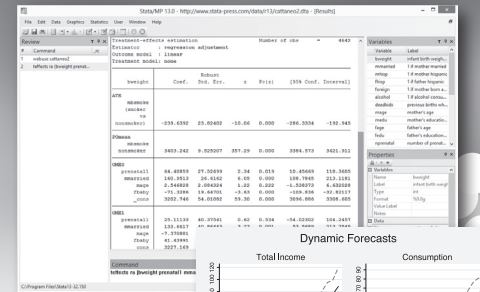 Stata/MP 13.0 - http://www.stata-press.com/data/r13/cattaneo2.dta - [Results]
File Edit Data Graphics Statistics User Window Help
Review
# Command _rc
1 webuse cattaneo2
2 teffects ra (bweight prenat...
Treatment-effects estimation Number of obs = 4642
Estimator : regression adjustment
Outcome model : linear
Treatment model: none
Robust
bweight Coef. Std. Err. z P>|z| [95% Conf. Interval]
ATE
mbsmoke
(smoker
vs
nonsmoker) -239.6392 23.82402 -10.06 0.000 -286.3334 -192.945
POmean
mbsmoke
nonsmoker 3403.242 9.525207 357.29 0.000 3384.573 3421.911
OME0
prenatal1 64.40859 27.52699 2.34 0.019 10.45669 118.3605
mmarried 160.9513 26.6162 6.05 0.000 108.7845 213.1181
mage 2.546828 2.084324 1.22 0.222 -1.538373 6.632028
fbaby -71.3286 19.64701 -3.63 0.000 -109.836 -32.82117
_cons 3202.746 54.01082 59.30 0.000 3096.886 3308.605
OME1
prenatal1 25.11133 40.37541 0.62 0.534 -54.02302 104.2457
mmarried 133.6617
mage -7.370881
fbaby 41.43991
_cons 3227.169
Command
teffects ra (bweight prenatal1 mma
C:\Program Files\Stata13-32.150
Variables
Variable Label
bweight infant birth weigh...
mmarried 1 if mother married
mhisp 1 if mother hispanic
fhisp 1 if father hispanic
foreign 1 if mother born a...
alcohol 1 if alcohol consu...
deadkids previous births wh...
mage mother's age
medu mother's education...
fage father's age
fedu father's education...
nprenatal number of prenat...
Properties
Variables
Name bweight
Label infant birth weigh
Type int
Format %9.0g
Value Label
Notes
Data
Dynamic Forecasts
Total Income Consumption
120
100
90
80
70